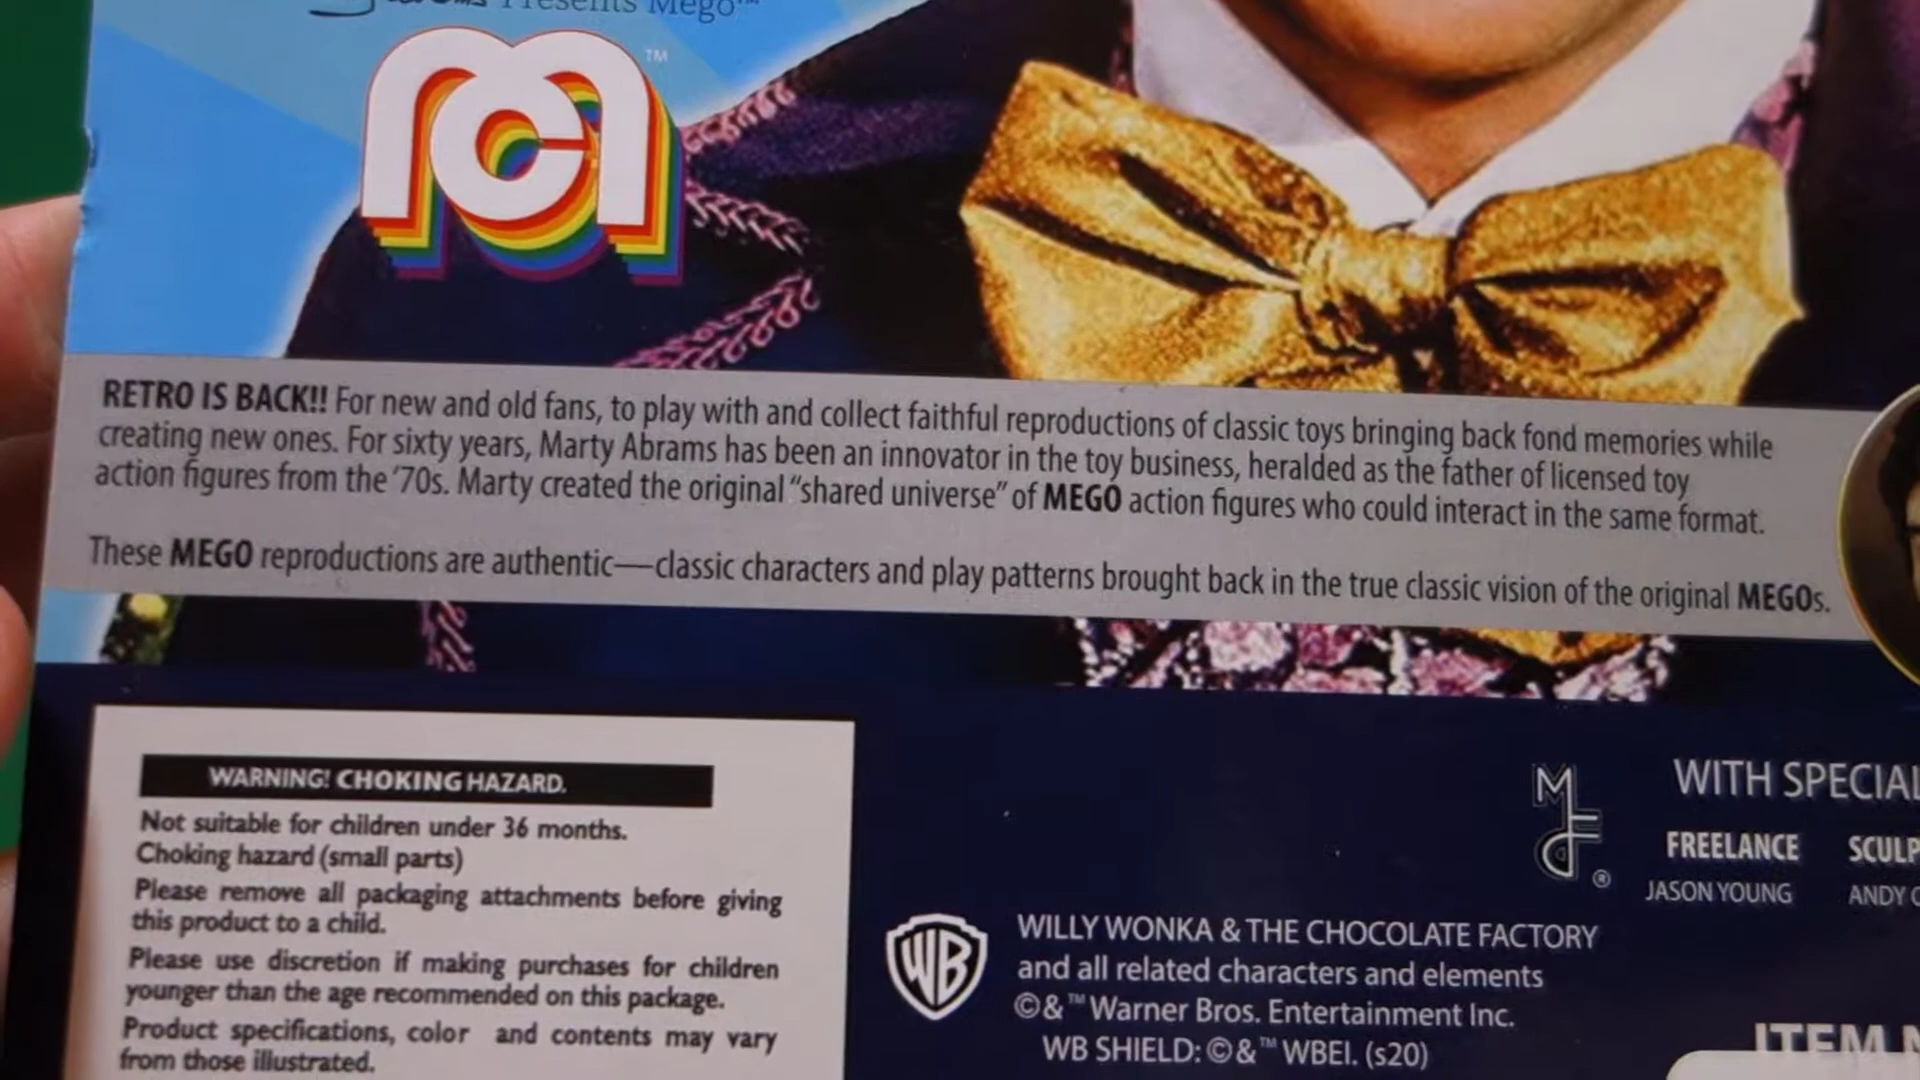 Presents Mego™
TM
RETRO IS BACK!! For new and old fans, to play with and collect faithful reproductions of classic toys bringing back fond memories while
creating new ones. For sixty years, Marty Abrams has been an innovator in the toy business, heralded as the father of licensed toy
action figures from the '70s. Marty created the original “shared universe” of MEGO action figures who could interact in the same format.
These MEGO reproductions are authentic—classic characters and play patterns brought back in the true classic vision of the original MEGOs.
WARNING! CHOKING HAZARD.
Not suitable for children under 36 months.
Choking hazard (small parts)
Please remove all packaging attachments before giving
this product to a child.
Please use discretion if making purchases for children
younger than the age recommended on this package.
Product specifications, color and contents may vary
from those illustrated.
WITH SPECIAL
FREELANCE
JASON YOUNG
ANDY
®
WB
WILLY WONKA & THE CHOCOLATE FACTORY
and all related characters and elements
©&™ Warner Bros. Entertainment Inc.
WB SHIELD: ©&™ WBEI. (s20)
ITEM